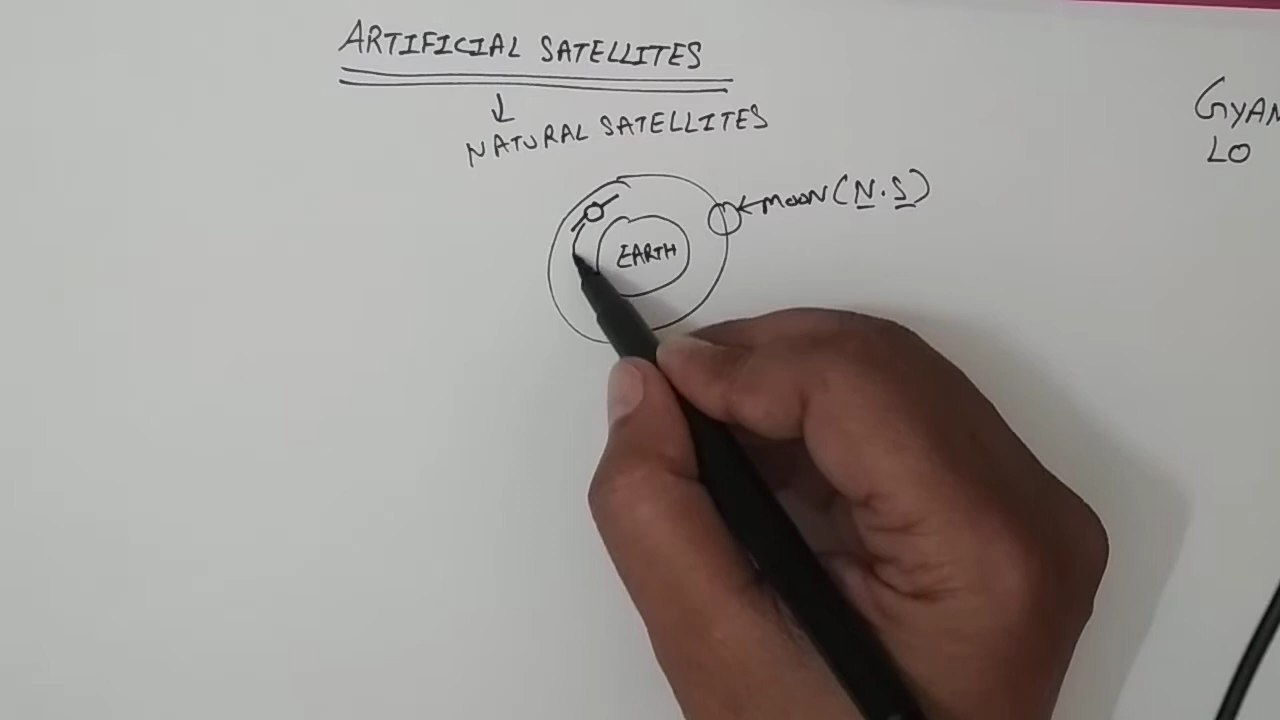 ARTIFICIAL SATELLITES
NATURAL SATELLITES
MOON (N.S)
EARTH
GYAN
LO